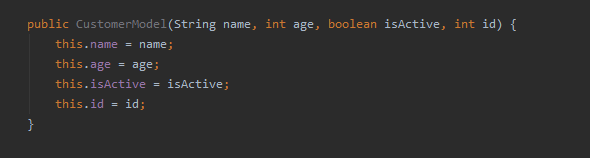 public CustomerModel(String name, int age, boolean isActive, int id) {
    this.name = name;
    this.age = age;
    this.isActive = isActive;
    this.id = id;
}